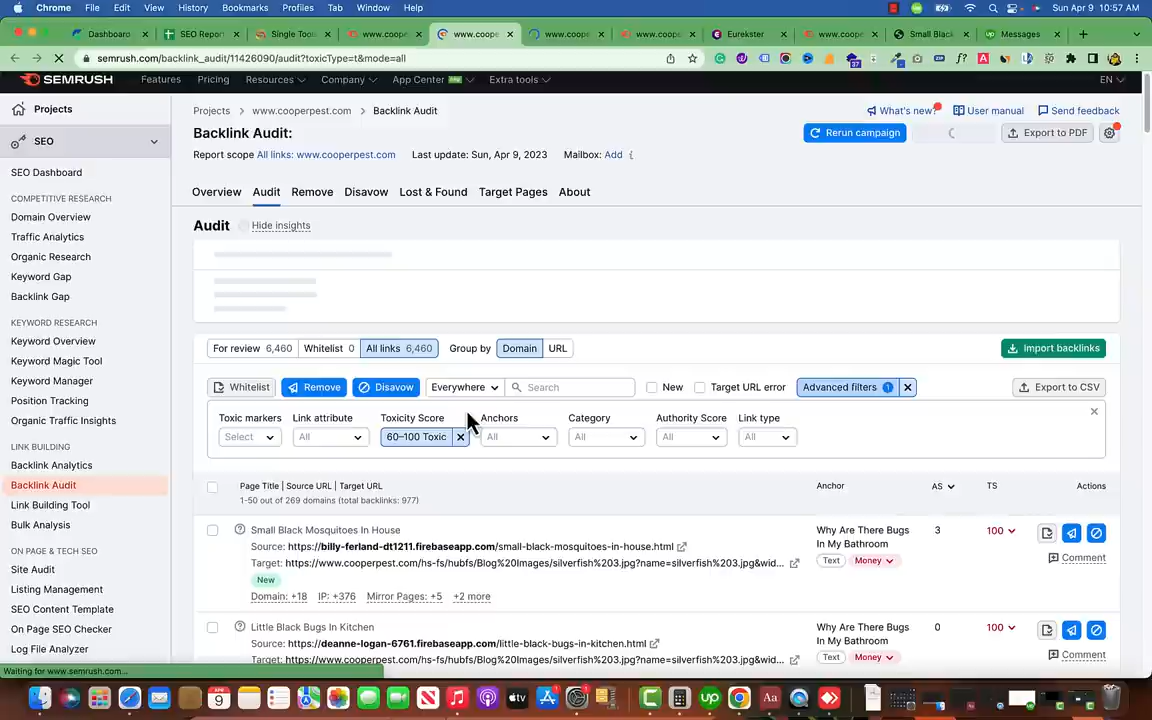 Chrome File Edit View History Bookmarks Profiles Tab Window Help Sun Apr 9 10:57 AM
Dashboard SEO Report Single Tools www.cooper www.coope www.coope www.coope Eurekster www.coope Small Black Messages
semrush.com/backlink_audit/11426090/audit?toxicType=t&mode=all
SEMRUSH Features Pricing Resources Company App Center Extra tools EN
Projects
SEO
SEO Dashboard
COMPETITIVE RESEARCH
Domain Overview
Traffic Analytics
Organic Research
Keyword Gap
Backlink Gap
KEYWORD RESEARCH
Keyword Overview
Keyword Magic Tool
Keyword Manager
Position Tracking
Organic Traffic Insights
LINK BUILDING
Backlink Analytics
Backlink Audit
Link Building Tool
Bulk Analysis
ON PAGE & TECH SEO
Site Audit
Listing Management
SEO Content Template
On Page SEO Checker
Log File Analyzer
Waiting for www.semrush.com...
Projects > www.cooperpest.com > Backlink Audit
What's new? User manual Send feedback
Backlink Audit:
Rerun campaign Export to PDF
Report scope All links: www.cooperpest.com Last update: Sun, Apr 9, 2023 Mailbox: Add i
Overview Audit Remove Disavow Lost & Found Target Pages About
Audit Hide insights
For review 6,460 Whitelist 0 All links 6,460 Group by Domain URL Import backlinks
Whitelist Remove Disavow Everywhere Search New Target URL error Advanced filters 1 Export to CSV
Toxic markers Link attribute Toxicity Score Anchors Category Authority Score Link type
Select All 60–100 Toxic All All All All
Page Title | Source URL | Target URL Anchor AS TS Actions
1-50 out of 269 domains (total backlinks: 977)
Small Black Mosquitoes In House
Source: https://billy-ferland-dt1211.firebaseapp.com/small-black-mosquitoes-in-house.html
Target: https://www.cooperpest.com/hs-fs/hubfs/Blog%20Images/silverfish%203.jpg?name=silverfish%203.jpg&wid...
New
Domain: +18 IP: +376 Mirror Pages: +5 +2 more
Why Are There Bugs
In My Bathroom
Text Money
3 100
Comment
Little Black Bugs In Kitchen
Source: https://deanne-logan-6761.firebaseapp.com/little-black-bugs-in-kitchen.html
Target: https://www.cooperpest.com/hs-fs/hubfs/Blog%20Images/silverfish%203.jpg?name=silverfish%203.jpg&wid...
Why Are There Bugs
In My Bathroom
Text Money
0 100
Comment